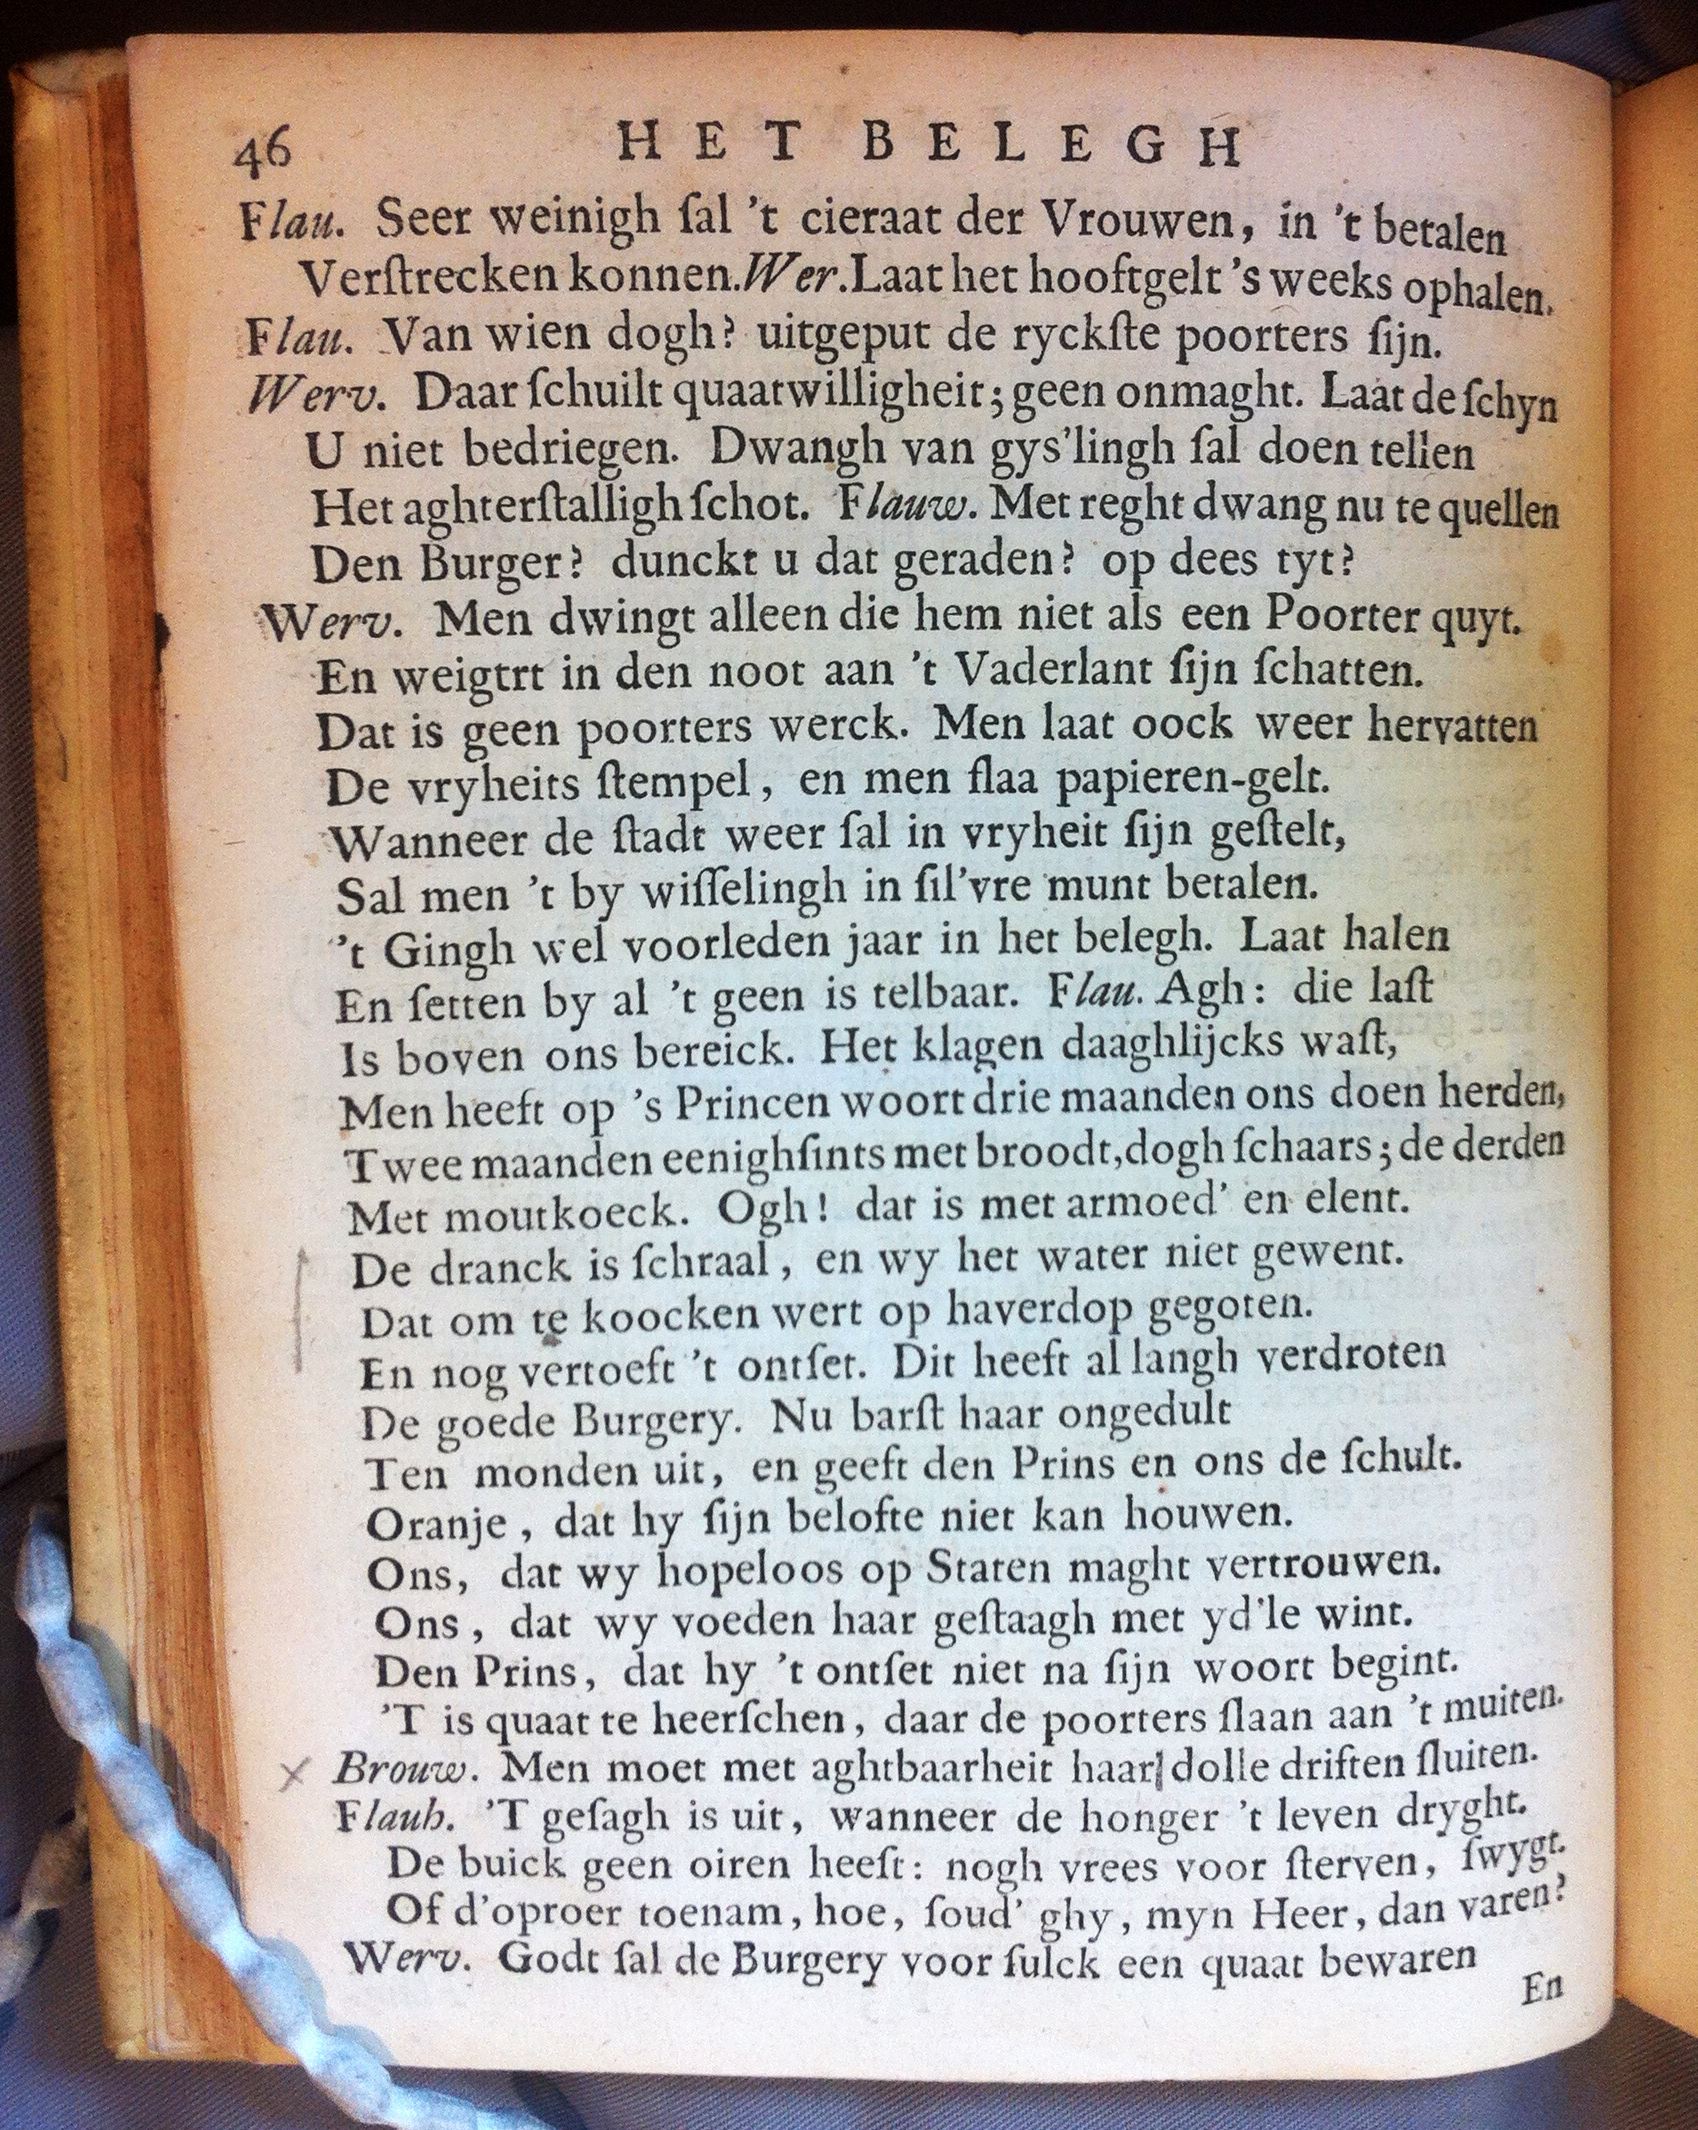 46 HET BELEGH
Flau. Seer weinigh ſal 't cieraat der Vrouwen, in 't betalen
Verſtrecken konnen. Wer. Laat het hooftgelt 's weeks ophalen.
Flau. Van wien dogh? uitgeput de ryckſte poorters ſijn.
Werv. Daar ſchuilt quaatwilligheit; geen onmaght. Laat de ſchyn
U niet bedriegen. Dwangh van gys'lingh ſal doen tellen
Het aghterſtalligh ſchot. Flauw. Met reght dwang nu te quellen
Den Burger? dunckt u dat geraden? op dees tyt?
Werv. Men dwingt alleen die hem niet als een Poorter quyt.
En weigtrt in den noot aan 't Vaderlant ſijn ſchatten.
Dat is geen poorters werck. Men laat oock weer hervatten
De vryheits ſtempel, en men ſlaa papieren-gelt.
Wanneer de ſtadt weer ſal in vryheit ſijn geſtelt,
Sal men 't by wiſſelingh in ſil'vre munt betalen.
't Gingh wel voorleden jaar in het belegh. Laat halen
En ſetten by al 't geen is telbaar. Flau. Agh: die laſt
Is boven ons bereick. Het klagen daaghlijcks waſt,
Men heeft op 's Princen woort drie maanden ons doen herden,
Twee maanden eenighſints met broodt, dogh ſchaars; de derden
Met moutkoeck. Ogh! dat is met armoed' en elent.
De dranck is ſchraal, en wy het water niet gewent.
Dat om te koocken wert op haverdop gegoten.
En nog vertoeft 't ontſet. Dit heeft al langh verdroten
De goede Burgery. Nu barſt haar ongedult
Ten monden uit, en geeft den Prins en ons de ſchult.
Oranje, dat hy ſijn belofte niet kan houwen.
Ons, dat wy hopeloos op Staten maght vertrouwen.
Ons, dat wy voeden haar geſtaagh met yd'le wint.
Den Prins, dat hy 't ontſet niet na ſijn woort begint.
'T is quaat te heerſchen, daar de poorters ſlaan aan 't muiten.
Brouw. Men moet met aghtbaarheit haar dolle driften ſluiten.
Flauh. 'T geſagh is uit, wanneer de honger 't leven dryght.
De buick geen oiren heeft: nogh vrees voor ſterven, ſwygt.
Of d'oproer toenam, hoe, ſoud' ghy, myn Heer, dan varen?
Werv. Godt ſal de Burgery voor ſulck een quaat bewaren
En